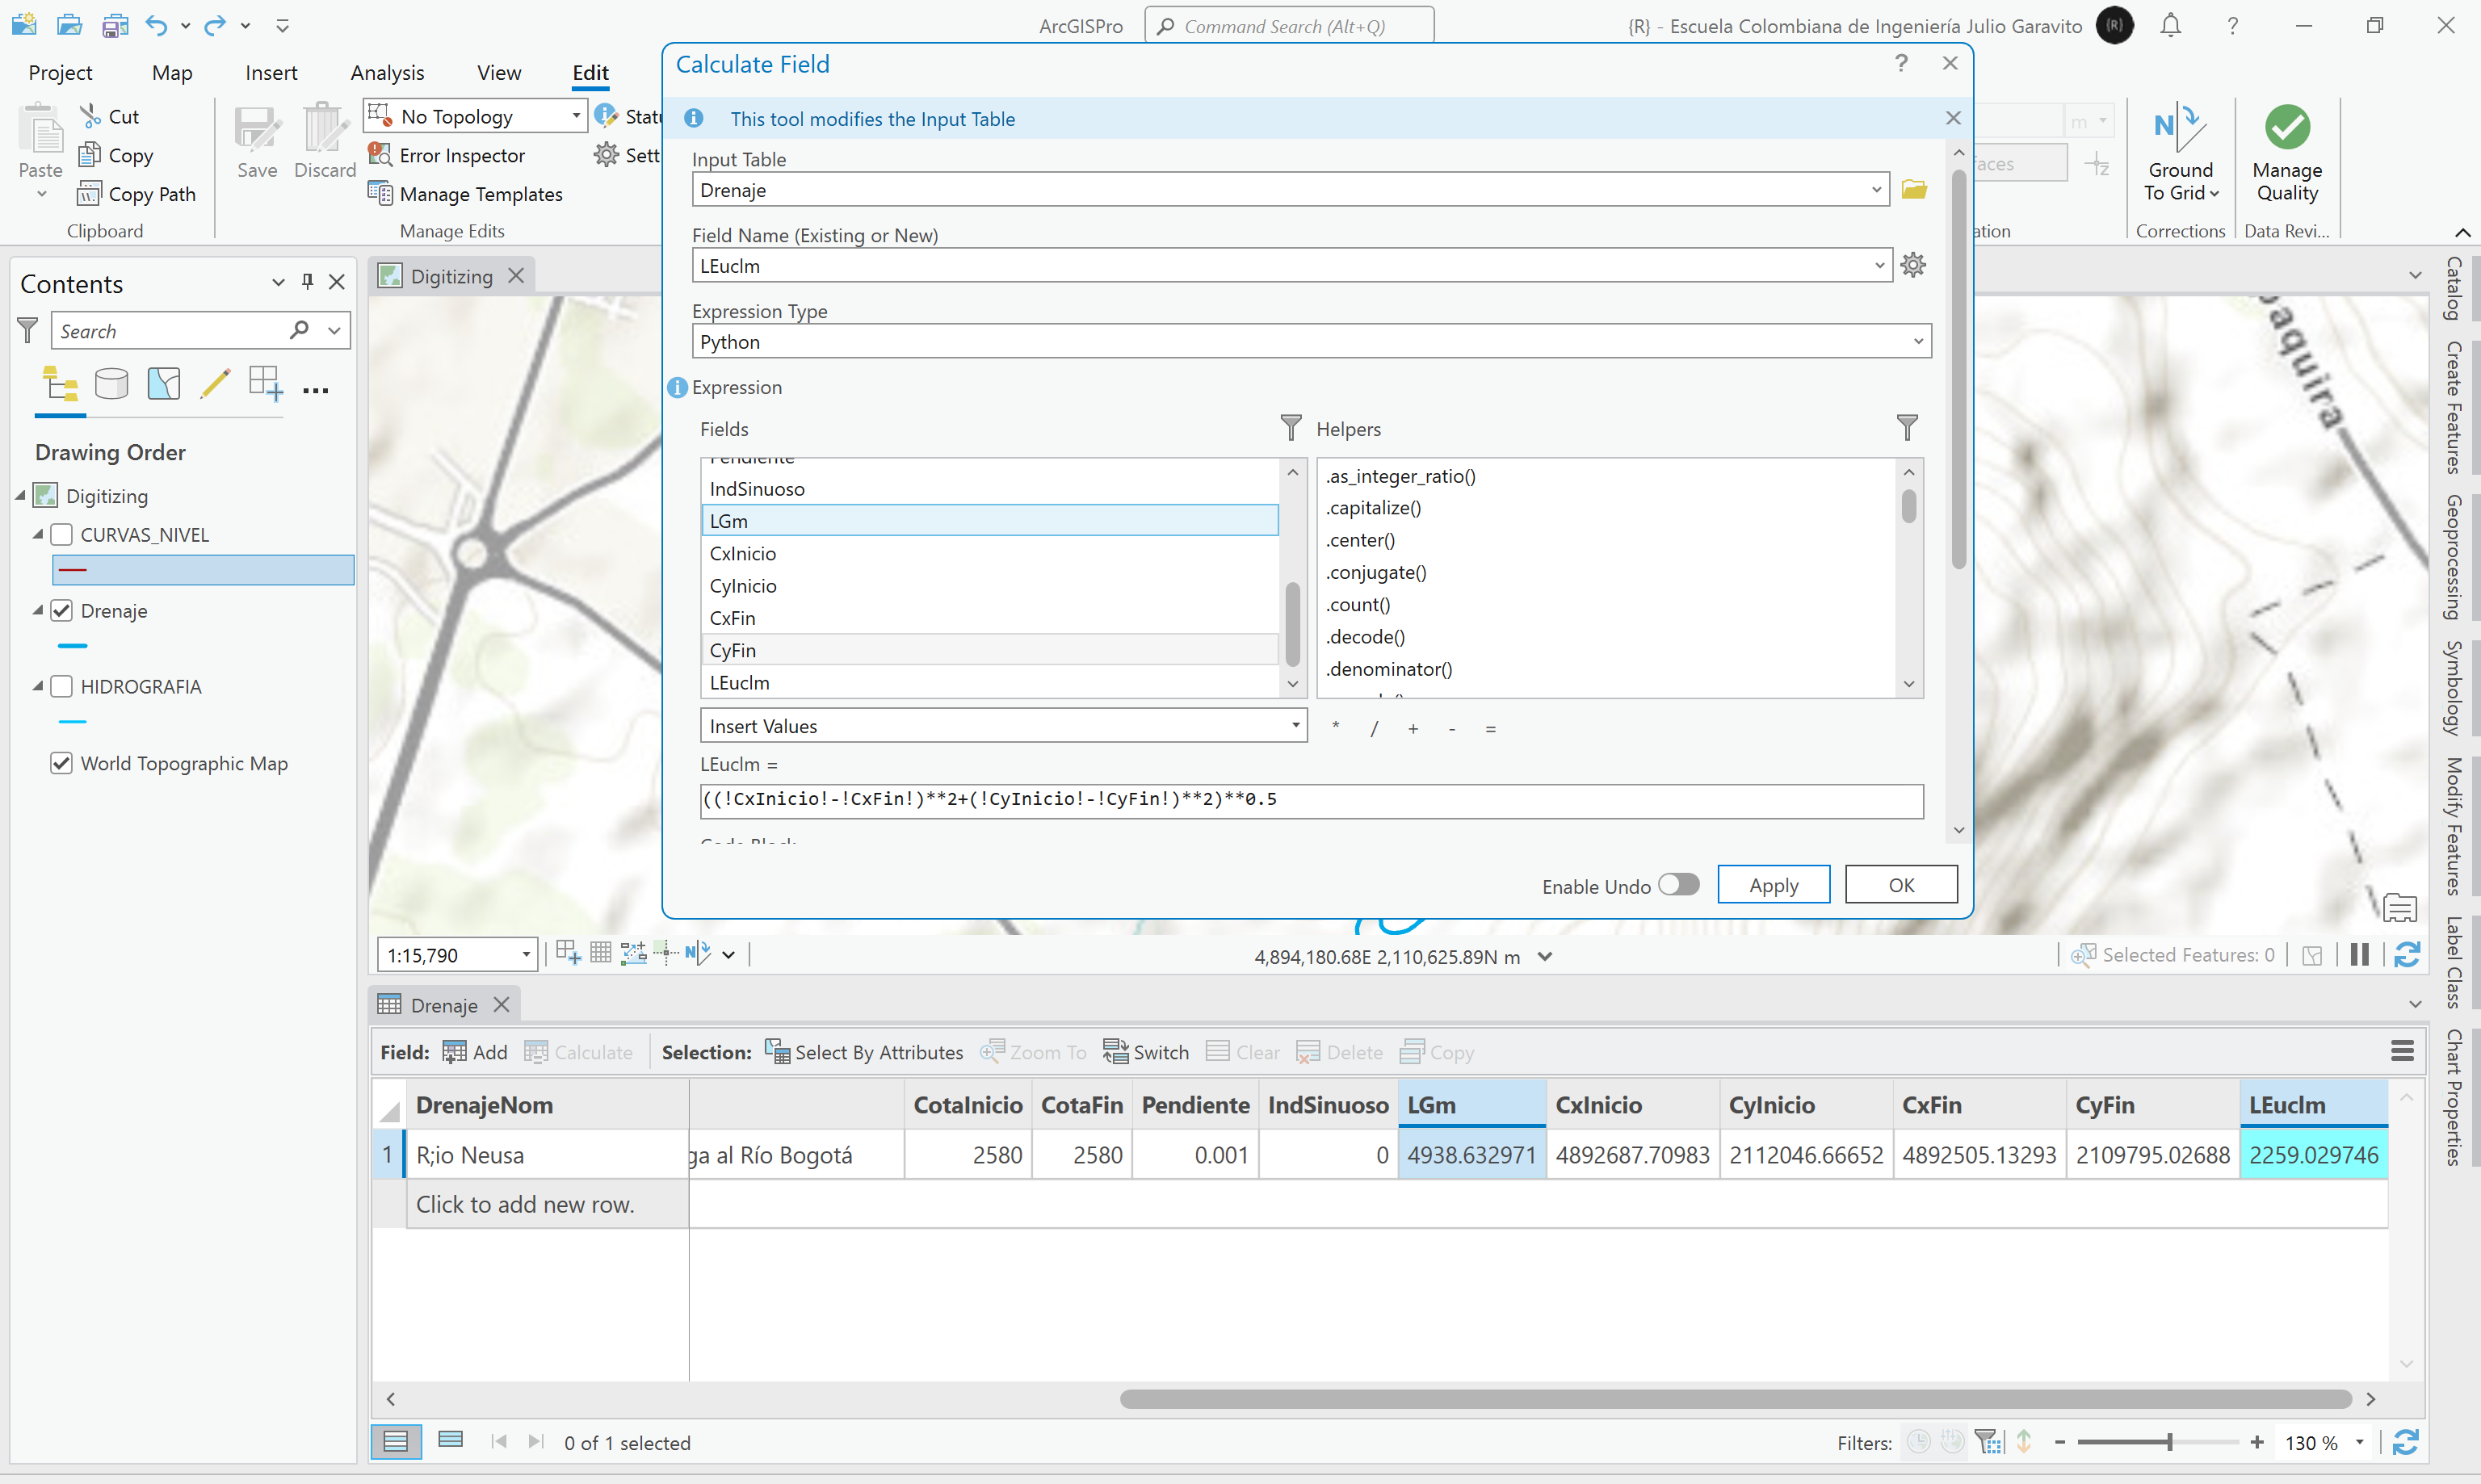 ArcGISPro
Command Search (Alt+Q)
{R} - Escuela Colombiana de Ingeniería Julio Garavito
(R)
Project Map Insert Analysis View Edit
Cut
Copy
Copy Path
Paste
Clipboard
Save Discard
No Topology
Error Inspector
Manage Templates
Manage Edits
Calculate Field
This tool modifies the Input Table
Input Table
Drenaje
Field Name (Existing or New)
LEuclm
Expression Type
Python
Expression
Fields
Helpers
Pendiente
IndSinuoso
LGm
CxInicio
CyInicio
CxFin
CyFin
LEuclm
.as_integer_ratio()
.capitalize()
.center()
.conjugate()
.count()
.decode()
.denominator()
Insert Values
* / + - =
LEuclm =
((!CxInicio!-!CxFin!)**2+(!CyInicio!-!CyFin!)**2)**0.5
Code Block
Enable Undo
Apply
OK
m
Ground
To Grid
Corrections
Manage
Quality
Data Revi...
Contents
Search
Drawing Order
Digitizing
CURVAS_NIVEL
Drenaje
HIDROGRAFIA
World Topographic Map
Digitizing
paquira
1:15,790
4,894,180.68E 2,110,625.89N m
Selected Features: 0
Catalog
Create Features
Geoprocessing
Symbology
Modify Features
Label Class
Chart Properties
Drenaje
Field: Add Calculate Selection: Select By Attributes Zoom To Switch Clear Delete Copy
DrenajeNom CotaInicio CotaFin Pendiente IndSinuoso LGm CxInicio CyInicio CxFin CyFin LEuclm
1 R;io Neusa ga al Río Bogotá 2580 2580 0.001 0 4938.632971 4892687.70983 2112046.66652 4892505.13293 2109795.02688 2259.029746
Click to add new row.
0 of 1 selected
Filters:
130 %